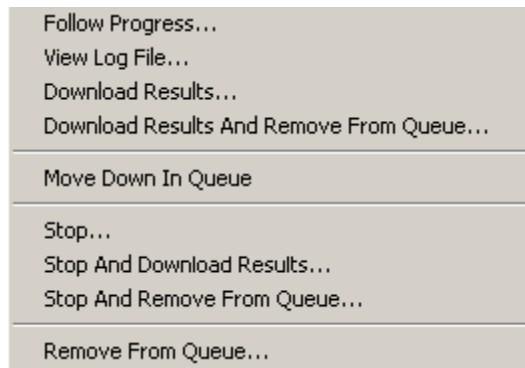 Follow Progress...
View Log File...
Download Results...
Download Results And Remove From Queue...
Move Down In Queue
Stop...
Stop And Download Results...
Stop And Remove From Queue...
Remove From Queue...